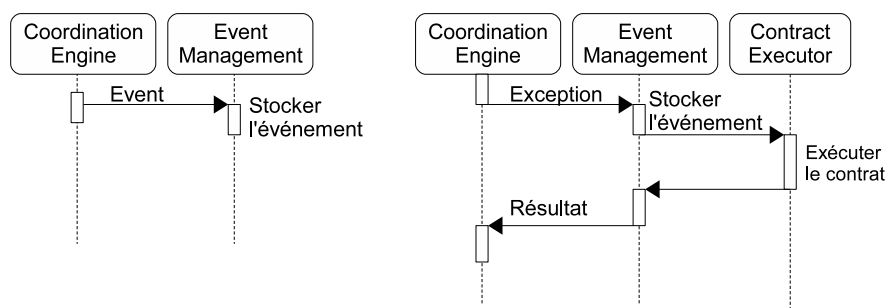 Coordination
Engine
Event
Management
Event
Stocker
l'événement
Coordination
Engine
Event
Management
Contract
Executor
Exception
Stocker
l'événement
Exécuter
le contrat
Résultat